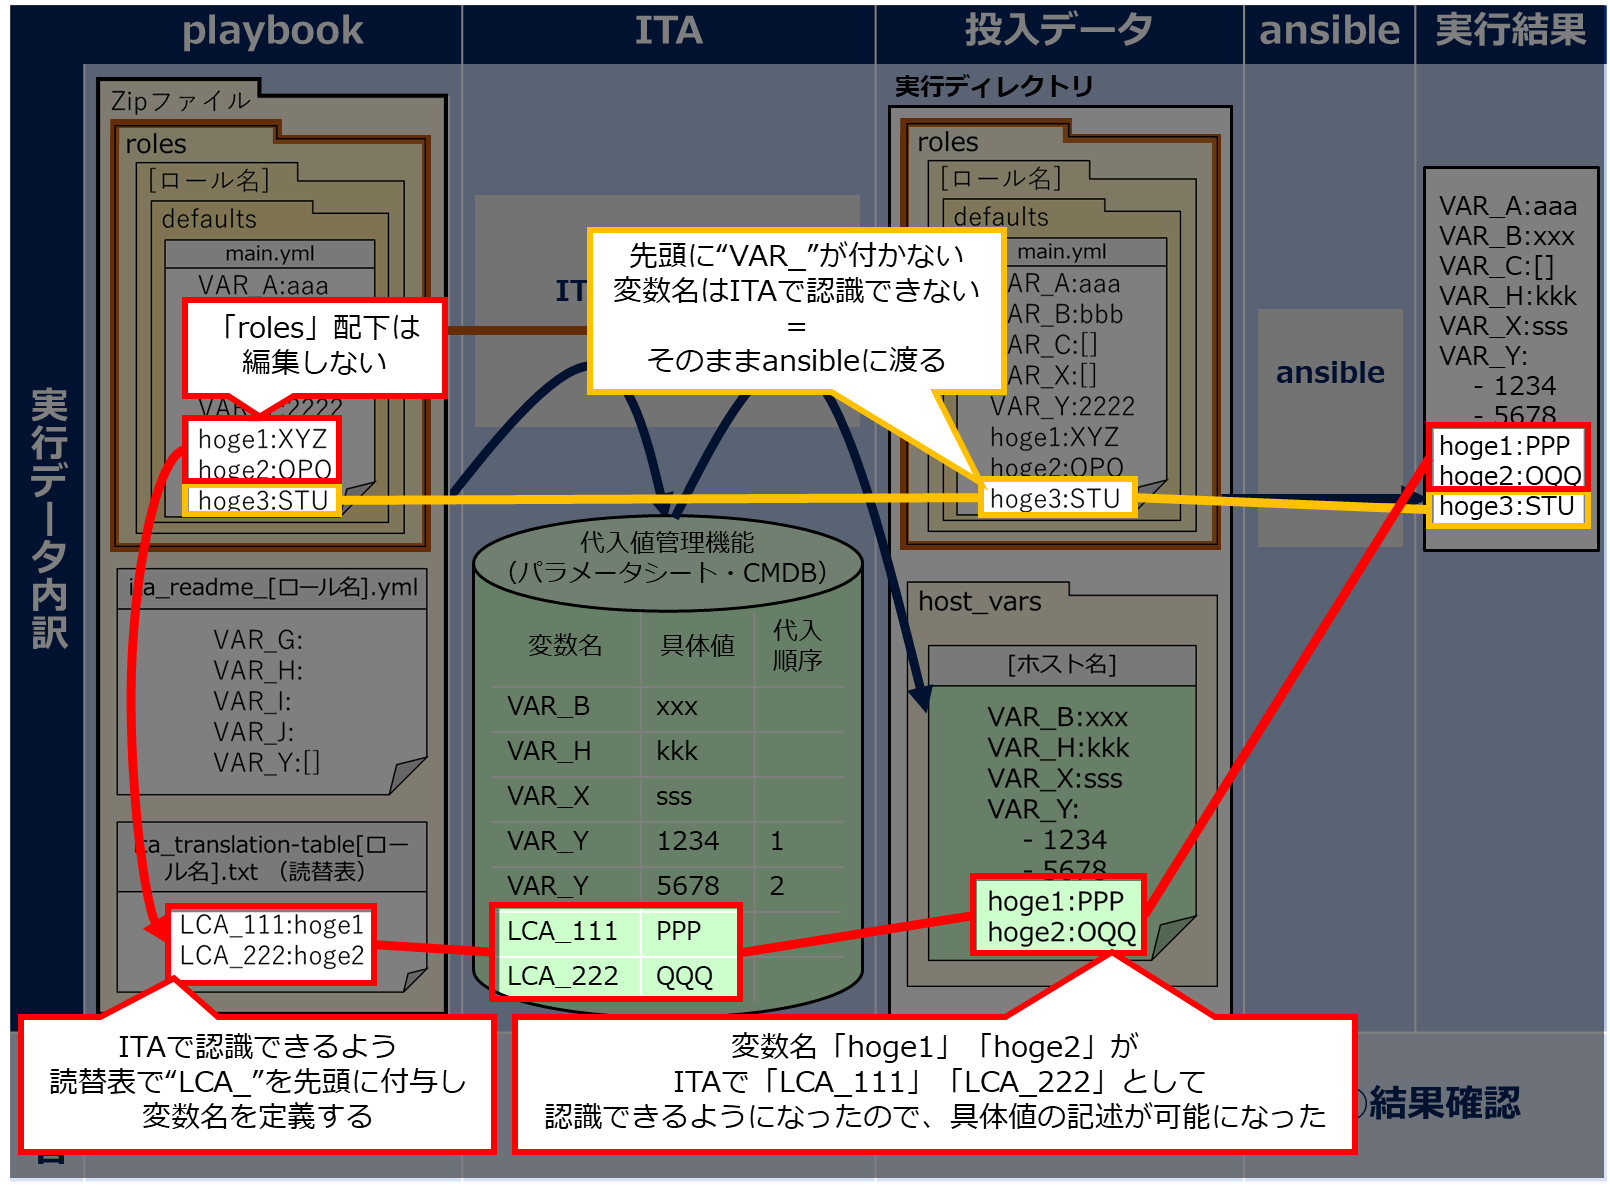 playbook
ITA
投入データ
ansible
実行結果
実行データ内訳
Zipファイル
roles
[ロール名]
defaults
main.yml
VAR_A:aaa
「roles」配下は
編集しない
hoge1:XYZ
hoge2:OPQ
hoge3:STU
ita_readme_[ロール名].yml
VAR_G:
VAR_H:
VAR_I:
VAR_J:
VAR_Y:[]
ita_translation-table[ロー
ル名].txt （読替表）
LCA_111:hoge1
LCA_222:hoge2
ITAで認識できるよう
読替表で“LCA_”を先頭に付与し
変数名を定義する
先頭に“VAR_”が付かない
変数名はITAで認識できない
＝
そのままansibleに渡る
代入値管理機能
（パラメータシート・CMDB）
変数名 具体値 代入
順序
VAR_B xxx
VAR_H kkk
VAR_X sss
VAR_Y 1234 1
VAR_Y 5678 2
LCA_111 PPP
LCA_222 QQQ
実行ディレクトリ
roles
[ロール名]
defaults
main.yml
VAR_A:aaa
VAR_B:bbb
VAR_C:[]
VAR_X:[]
VAR_Y:2222
hoge1:XYZ
hoge2:OPQ
hoge3:STU
host_vars
[ホスト名]
VAR_B:xxx
VAR_H:kkk
VAR_X:sss
VAR_Y:
- 1234
- 5678
hoge1:PPP
hoge2:OQQ
変数名「hoge1」「hoge2」が
ITAで「LCA_111」「LCA_222」として
認識できるようになったので、具体値の記述が可能になった
ansible
VAR_A:aaa
VAR_B:xxx
VAR_C:[]
VAR_H:kkk
VAR_X:sss
VAR_Y:
- 1234
- 5678
hoge1:PPP
hoge2:OQQ
hoge3:STU
結果確認